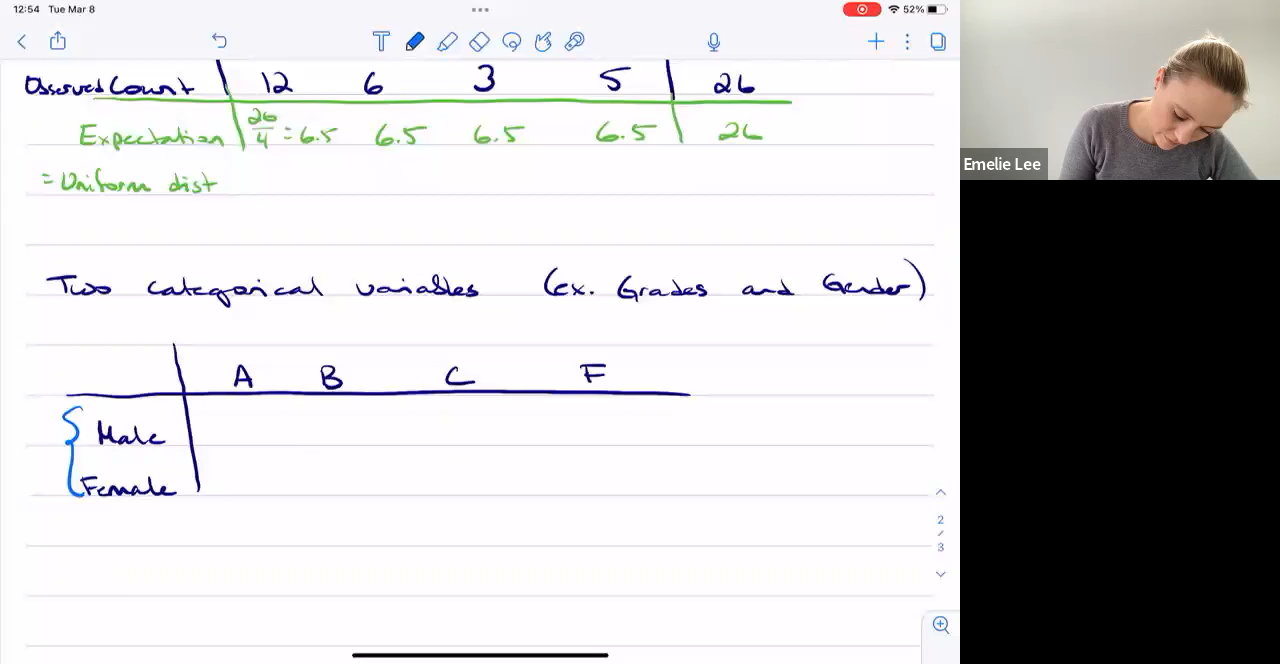 12:54 Tue Mar 8
52%
Observed Count 12 6 3 5 26
Expectation 26/4 = 6.5 6.5 6.5 6.5 26
= Uniform dist
Two categorical variables (ex. Grades and Gender)
A B C F
Male
Female
2
/
3
Emelie Lee